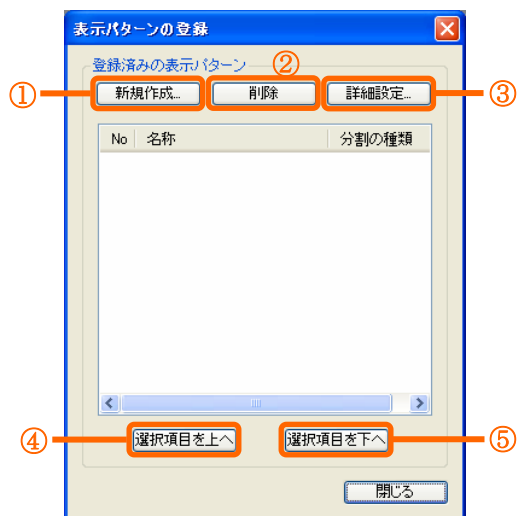 表示パターンの登録
登録済みの表示パターン ②
① 新規作成... 削除 詳細設定... ③
No 名称 分割の種類
④ 選択項目を上へ 選択項目を下へ ⑤
閉じる